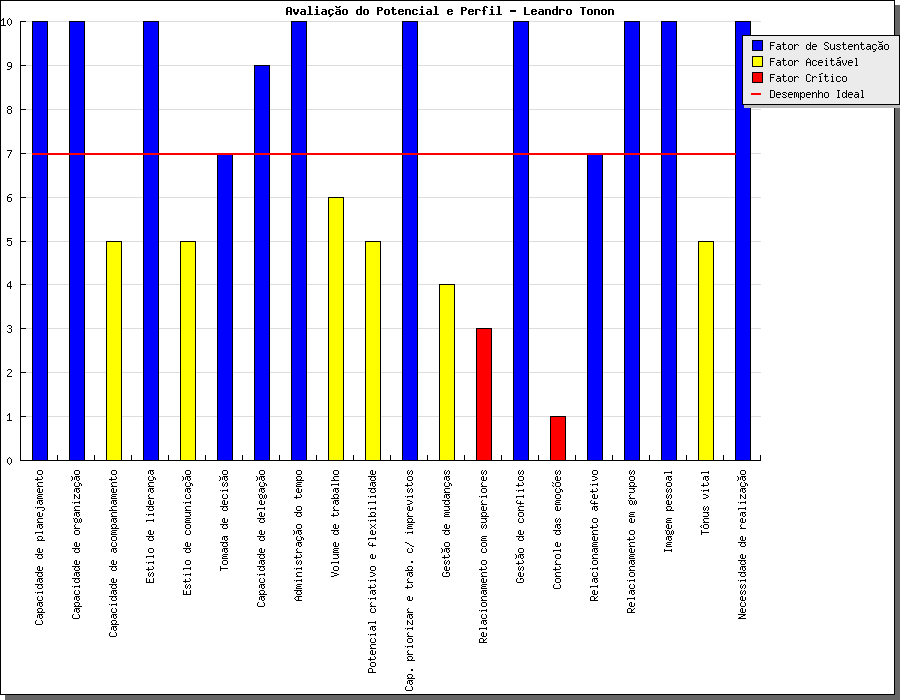 Avaliação do Potencial e Perfil - Leandro Tonon
10
9
8
7
6
5
4
3
2
1
0
Fator de Sustentação
Fator Aceitável
Fator Crítico
Desempenho Ideal
Capacidade de planejamento
Capacidade de organização
Capacidade de acompanhamento
Estilo de liderança
Estilo de comunicação
Tomada de decisão
Capacidade de delegação
Administração do tempo
Volume de trabalho
Potencial criativo e flexibilidade
Cap. priorizar e trab. c/ imprevistos
Gestão de mudanças
Relacionamento com superiores
Gestão de conflitos
Controle das emoções
Relacionamento afetivo
Relacionamento em grupos
Imagem pessoal
Tônus vital
Necessidade de realização